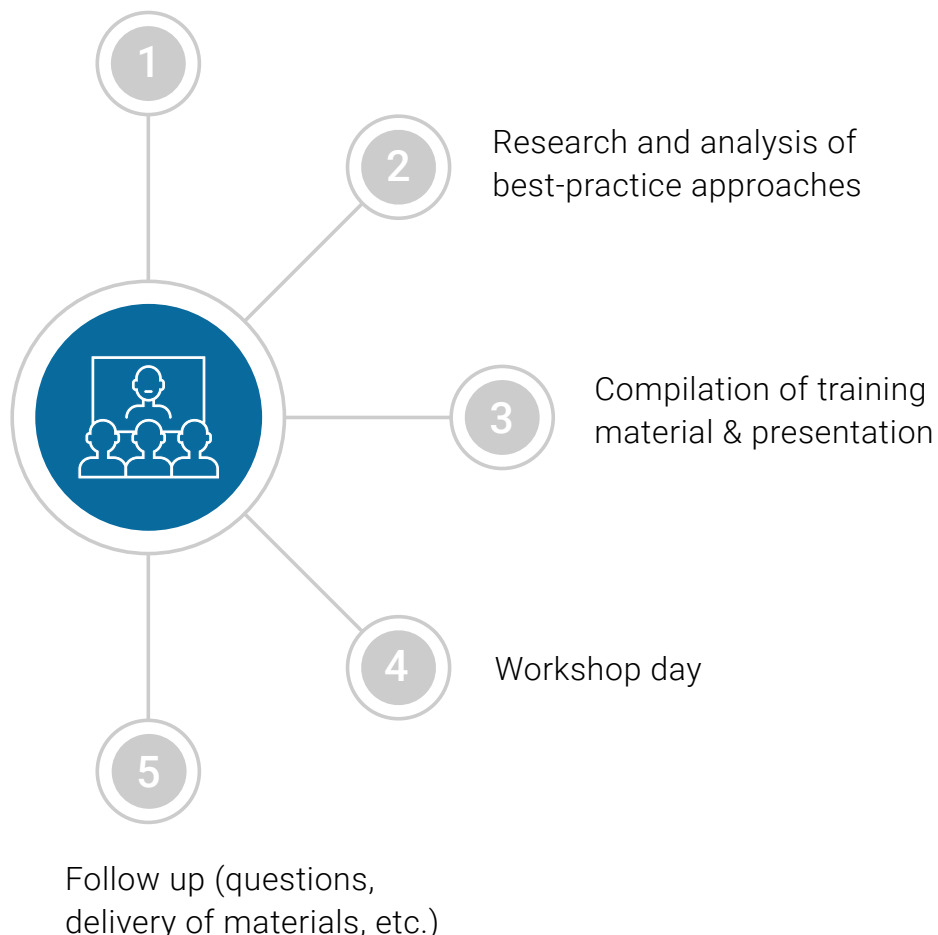 1
2
Research and analysis of
best-practice approaches
3
Compilation of training
material & presentation
4
Workshop day
5
Follow up (questions,
delivery of materials, etc.)